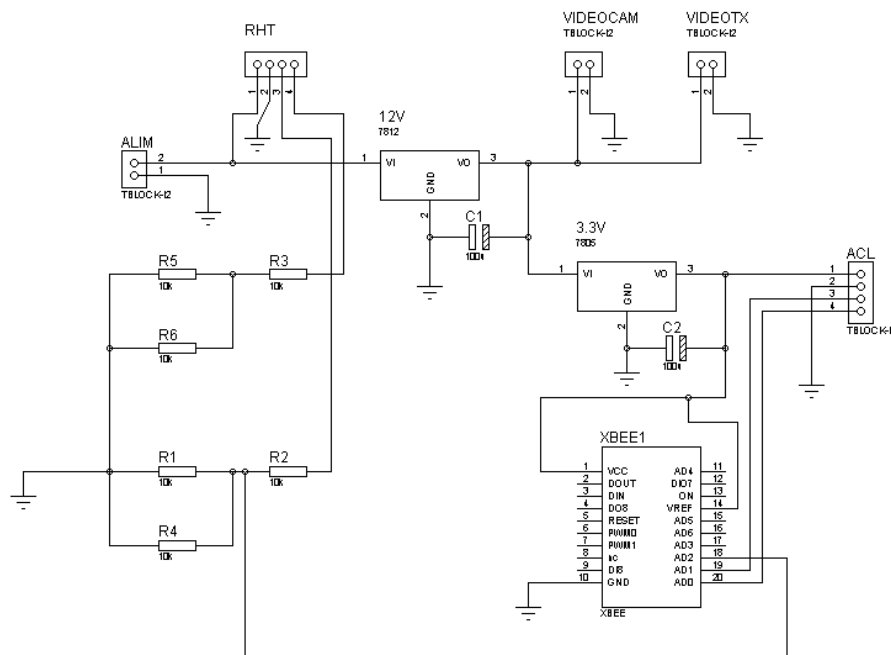 RHT
1 2 3 4
VIDEOCAM
TBLOCK-I2
1 2
VIDEOTX
TBLOCK-I2
1 2
ALIM
2
1
TBLOCK-I2
12V
7812
1 VI VO 3
GND
2
C1
100u
3.3V
7805
1 VI VO 3
GND
2
C2
100u
ACL
1
2
3
4
R5
10k
R3
10k
R6
10k
R1
10k
R2
10k
R4
10k
XBEE1
1 VCC AD4 11
2 DOUT DIO7 12
3 DIN ON 13
4 DO8 VREF 14
5 RESET AD5 15
6 PWM0 AD6 16
7 PWM1 AD3 17
8 NC AD2 18
9 DI8 AD1 19
10 GND AD0 20
XBEE